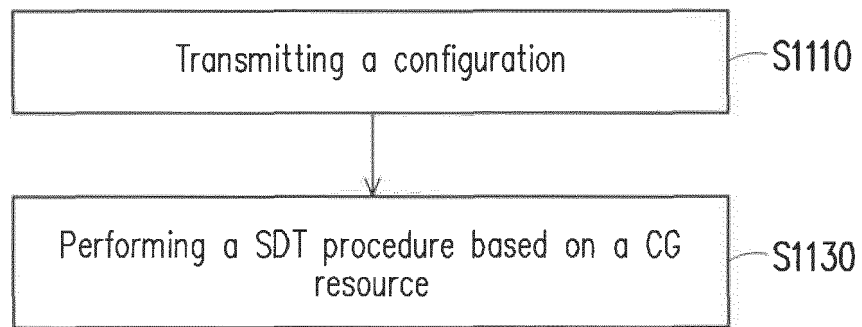 Transmitting a configuration
S1110
Performing a SDT procedure based on a CG
resource
S1130